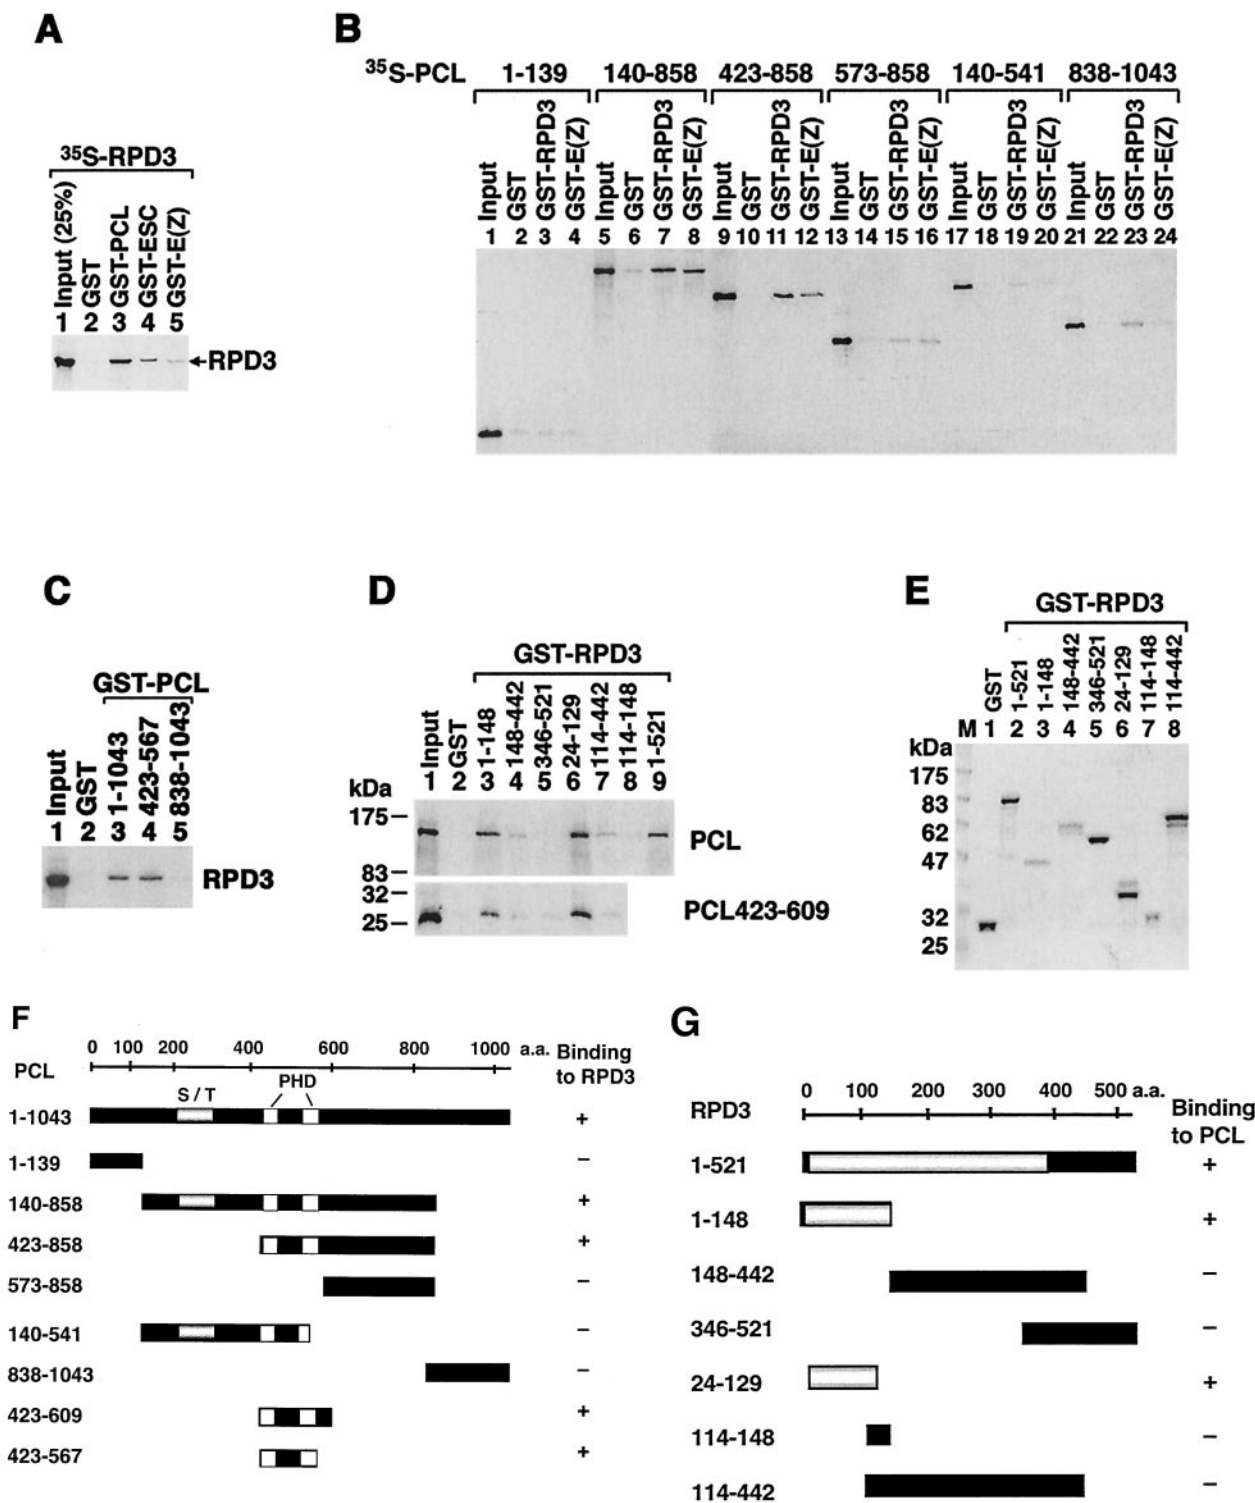 A
35S-RPD3
Input (25%)
GST
GST-PCL
GST-ESC
GST-E(Z)
1 2 3 4 5
RPD3
B
35S-PCL 1-139 140-858 423-858 573-858 140-541 838-1043
Input GST GST-RPD3 GST-E(Z) Input GST GST-RPD3 GST-E(Z) Input GST GST-RPD3 GST-E(Z) Input GST GST-RPD3 GST-E(Z) Input GST GST-RPD3 GST-E(Z) Input GST GST-RPD3 GST-E(Z)
1 2 3 4 5 6 7 8 9 10 11 12 13 14 15 16 17 18 19 20 21 22 23 24
C
GST-PCL
Input
GST
1-1043
423-567
838-1043
1 2 3 4 5
RPD3
D
GST-RPD3
Input
GST
1-148
148-442
346-521
24-129
114-442
114-148
1-521
1 2 3 4 5 6 7 8 9
kDa
175
83
32
25
PCL
PCL423-609
E
GST-RPD3
GST
1-521
1-148
148-442
346-521
24-129
114-148
114-442
M 1 2 3 4 5 6 7 8
kDa
175
83
62
47
32
25
F
0 100 200 400 600 800 1000 a.a. Binding
PCL to RPD3
S / T PHD
1-1043 +
1-139 −
140-858 +
423-858 +
573-858 −
140-541 −
838-1043 −
423-609 +
423-567 +
G
0 100 200 300 400 500 a.a.
RPD3 Binding
to PCL
1-521 +
1-148 +
148-442 −
346-521 −
24-129 +
114-148 −
114-442 −